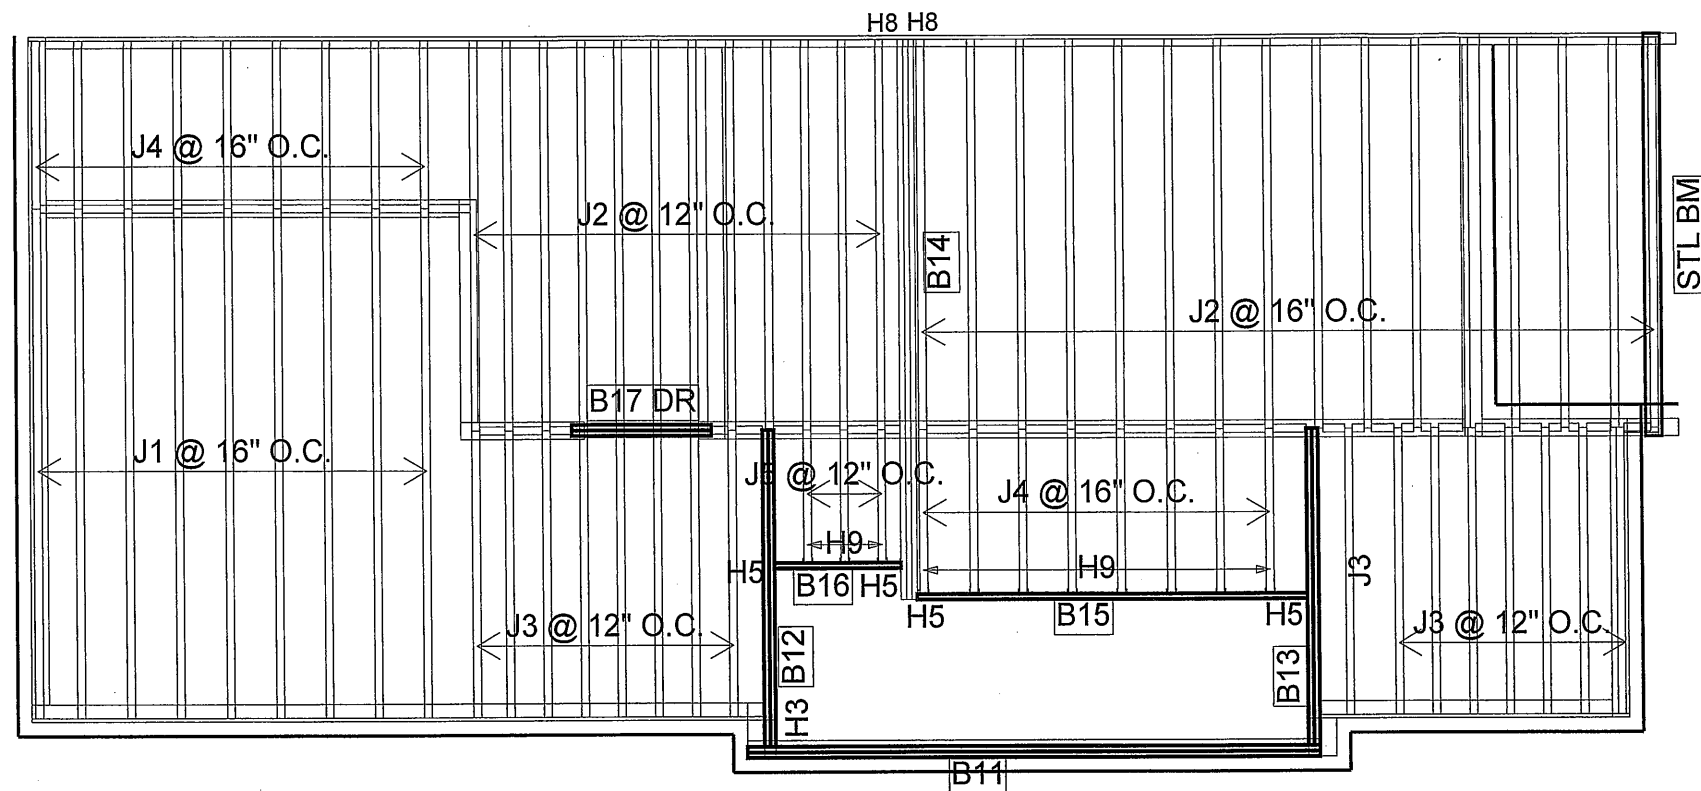 H8 H8
J4 @ 16" O.C.
J2 @ 12" O.C.
B14
STL BM
J2 @ 16" O.C.
B17 DR
J1 @ 16" O.C.
J5 @ 12" O.C.
J4 @ 16" O.C.
H9
H9
H5
B16
H5
J3
H5
B15
H5
J3 @ 12" O.C.
J3 @ 12" O.C.
B12
B13
H3
B11